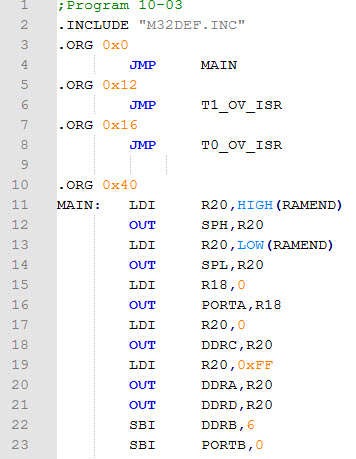 1 ;Program 10-03
2 .INCLUDE "M32DEF.INC"
3 .ORG 0x0
4 JMP MAIN
5 .ORG 0x12
6 JMP T1_OV_ISR
7 .ORG 0x16
8 JMP T0_OV_ISR
9
10 .ORG 0x40
11 MAIN: LDI R20,HIGH(RAMEND)
12 OUT SPH,R20
13 LDI R20,LOW(RAMEND)
14 OUT SPL,R20
15 LDI R18,0
16 OUT PORTA,R18
17 LDI R20,0
18 OUT DDRC,R20
19 LDI R20,0xFF
20 OUT DDRA,R20
21 OUT DDRD,R20
22 SBI DDRB,6
23 SBI PORTB,0